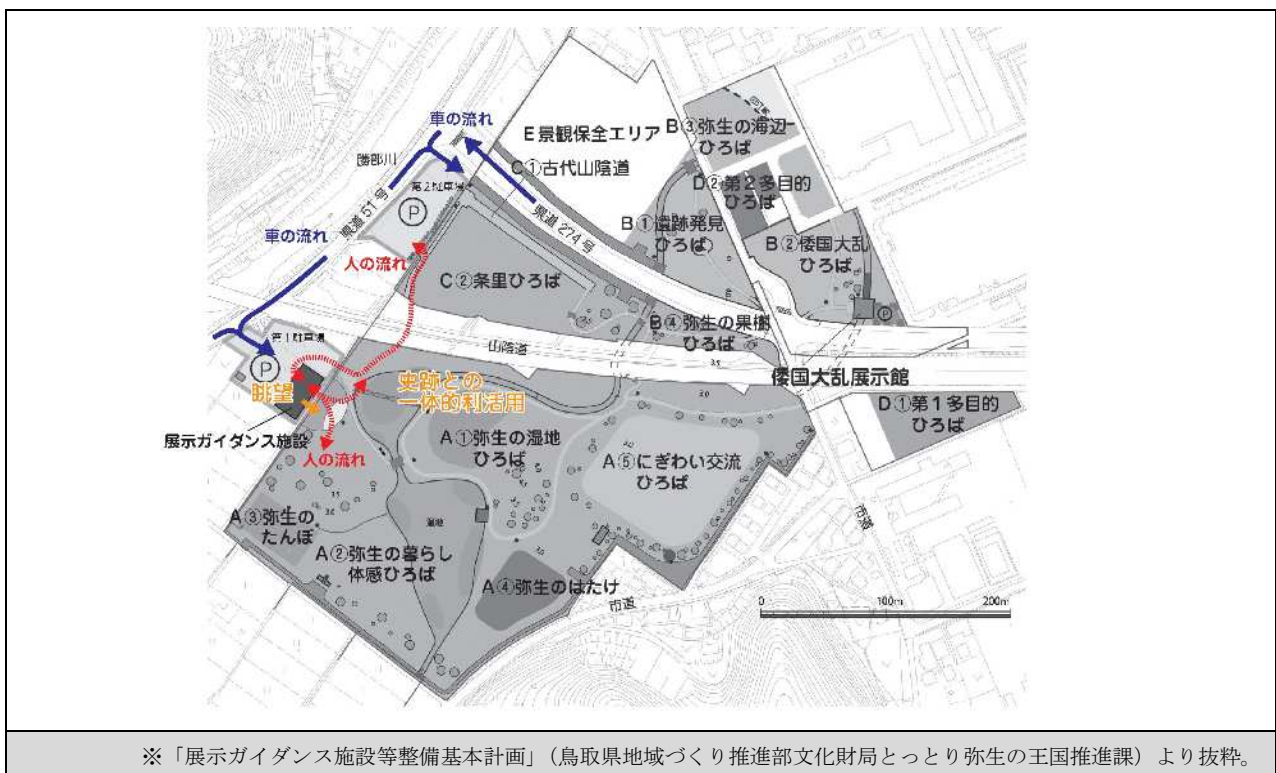 車の流れ
勝部川
E景観保全エリア
B③弥生の海辺
ひろば
C①古代山陰道
第2駐車場
P
県道51号
県道274号
D②第2多目的
ひろば
B①遺跡発見
ひろば
B②倭国大乱
ひろば
P
車の流れ
人の流れ
C②条里ひろば
B④弥生の果樹
ひろば
第1駐車場
P
山陰道
眺望
史跡との
一体的利活用
倭国大乱展示館
D①第1多目的
ひろば
展示ガイダンス施設
人の流れ
A①弥生の湿地
ひろば
A⑤にぎわい交流
ひろば
A③弥生の
たんぼ
湿地
A②弥生の暮らし
体感ひろば
A④弥生のはたけ
市道
市道
0 100m 200m
※「展示ガイダンス施設等整備基本計画」（鳥取県地域づくり推進部文化財局とっとり弥生の王国推進課）より抜粋。